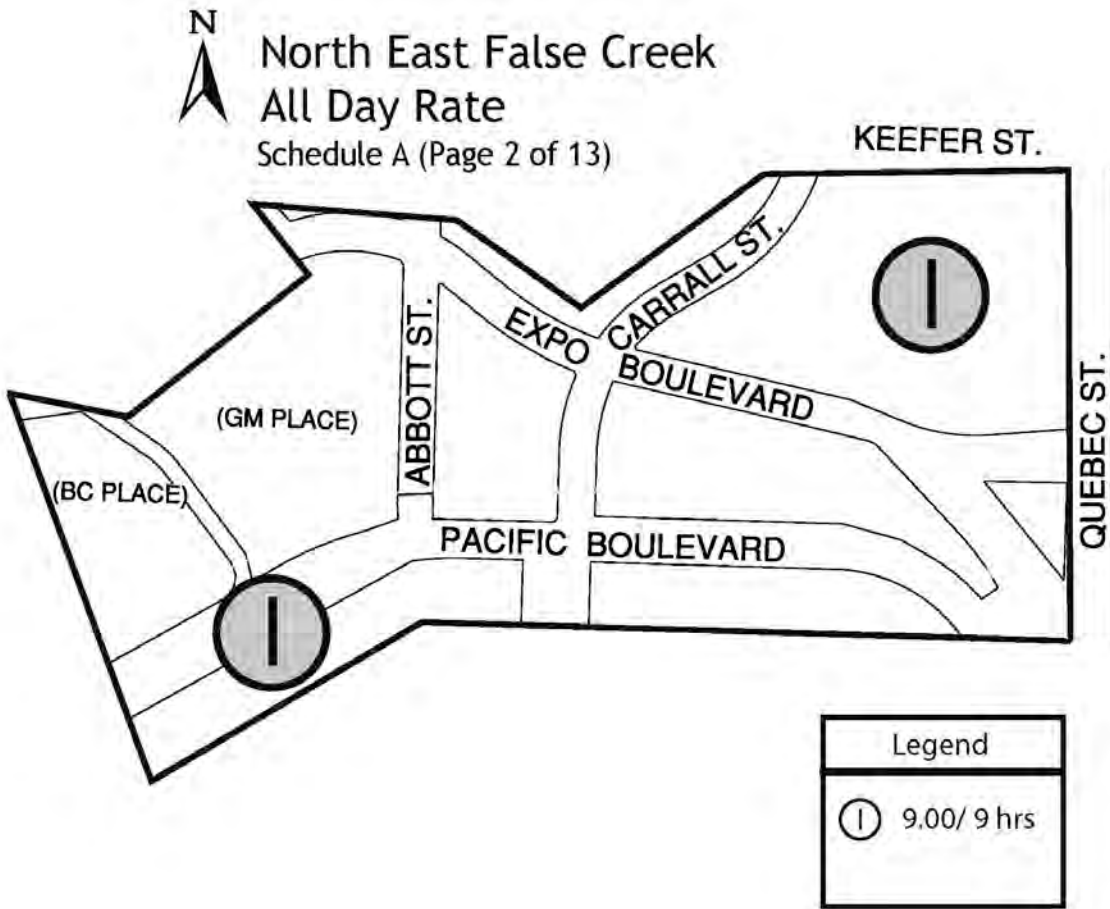 N
North East False Creek
All Day Rate
Schedule A (Page 2 of 13)
KEEFER ST.
CARRALL ST.
I
EXPO BOULEVARD
ABBOTT ST.
(GM PLACE)
QUEBEC ST.
(BC PLACE)
PACIFIC BOULEVARD
I
Legend
I 9.00/ 9 hrs